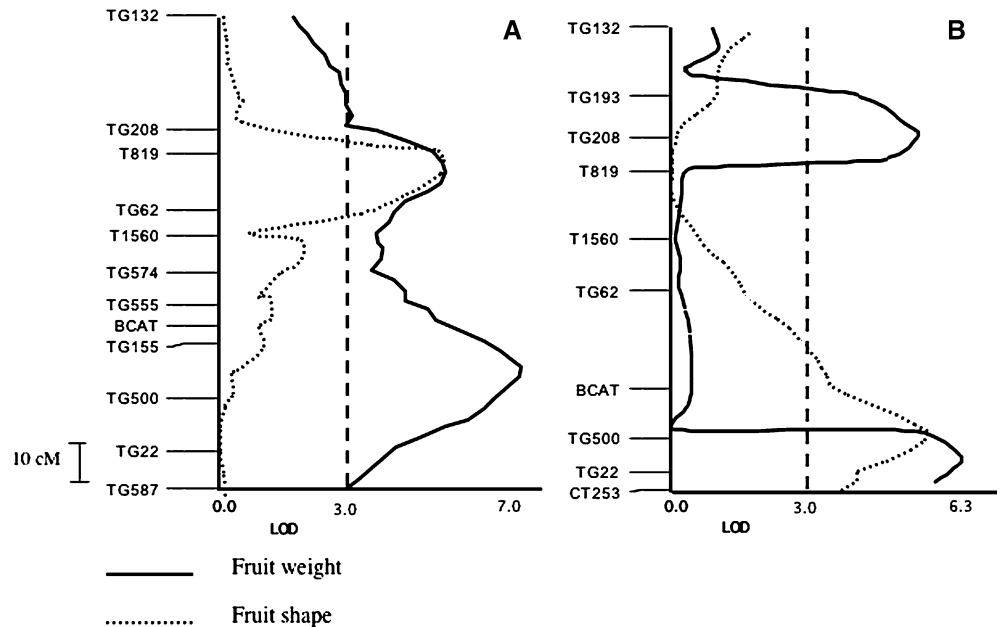 A
TG132
TG208
T819
TG62
T1560
TG574
TG555
BCAT
TG155
TG500
TG22
TG587
10 cM
0.0 3.0 7.0
LOD
B
TG132
TG193
TG208
T819
T1560
TG62
BCAT
TG500
TG22
CT253
0.0 3.0 6.3
LOD
Fruit weight
Fruit shape